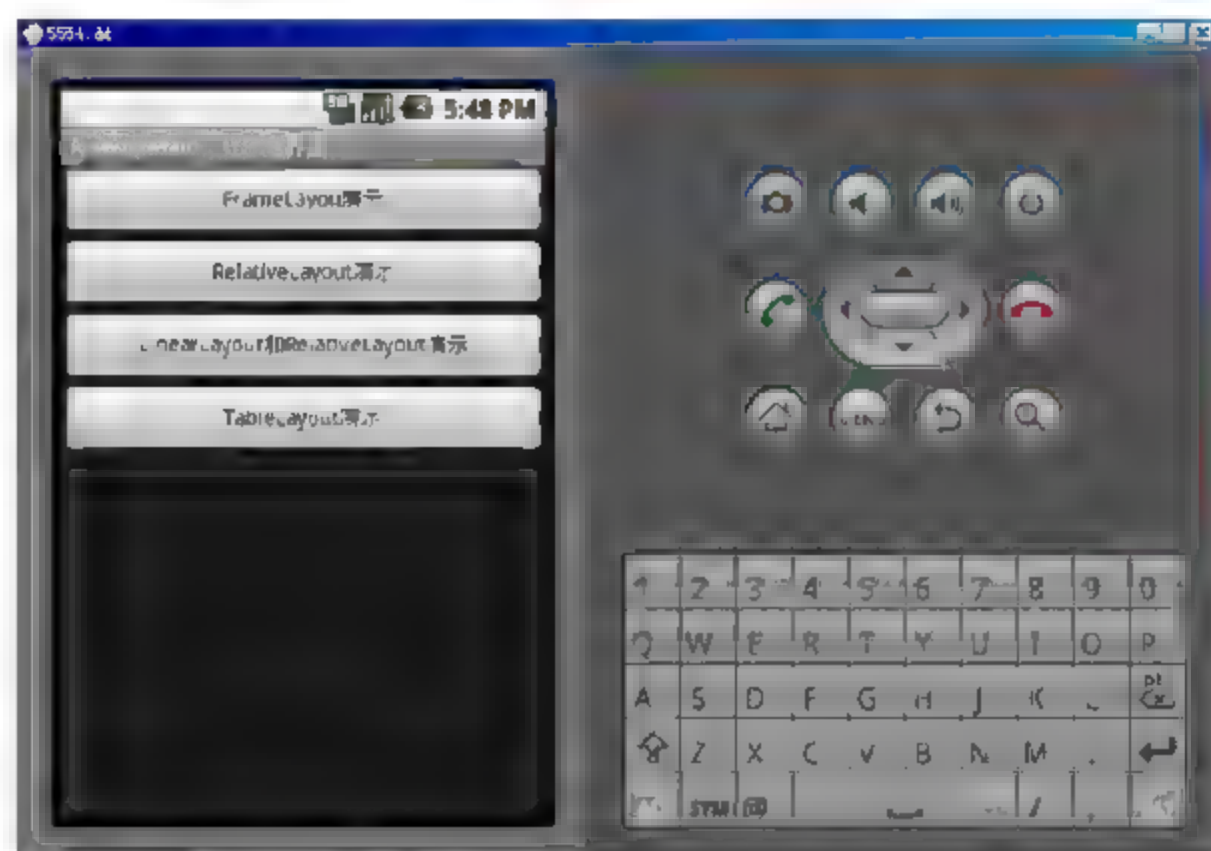 5:48 PM
FrameLayout演示
RelativeLayout演示
LinearLayout和RelativeLayout演示
TableLayout演示
1 2 3 4 5 6 7 8 9 0
Q W E R T Y U I O P
A S D F G H J K
Z X C V B N M .
SYM @ / ,